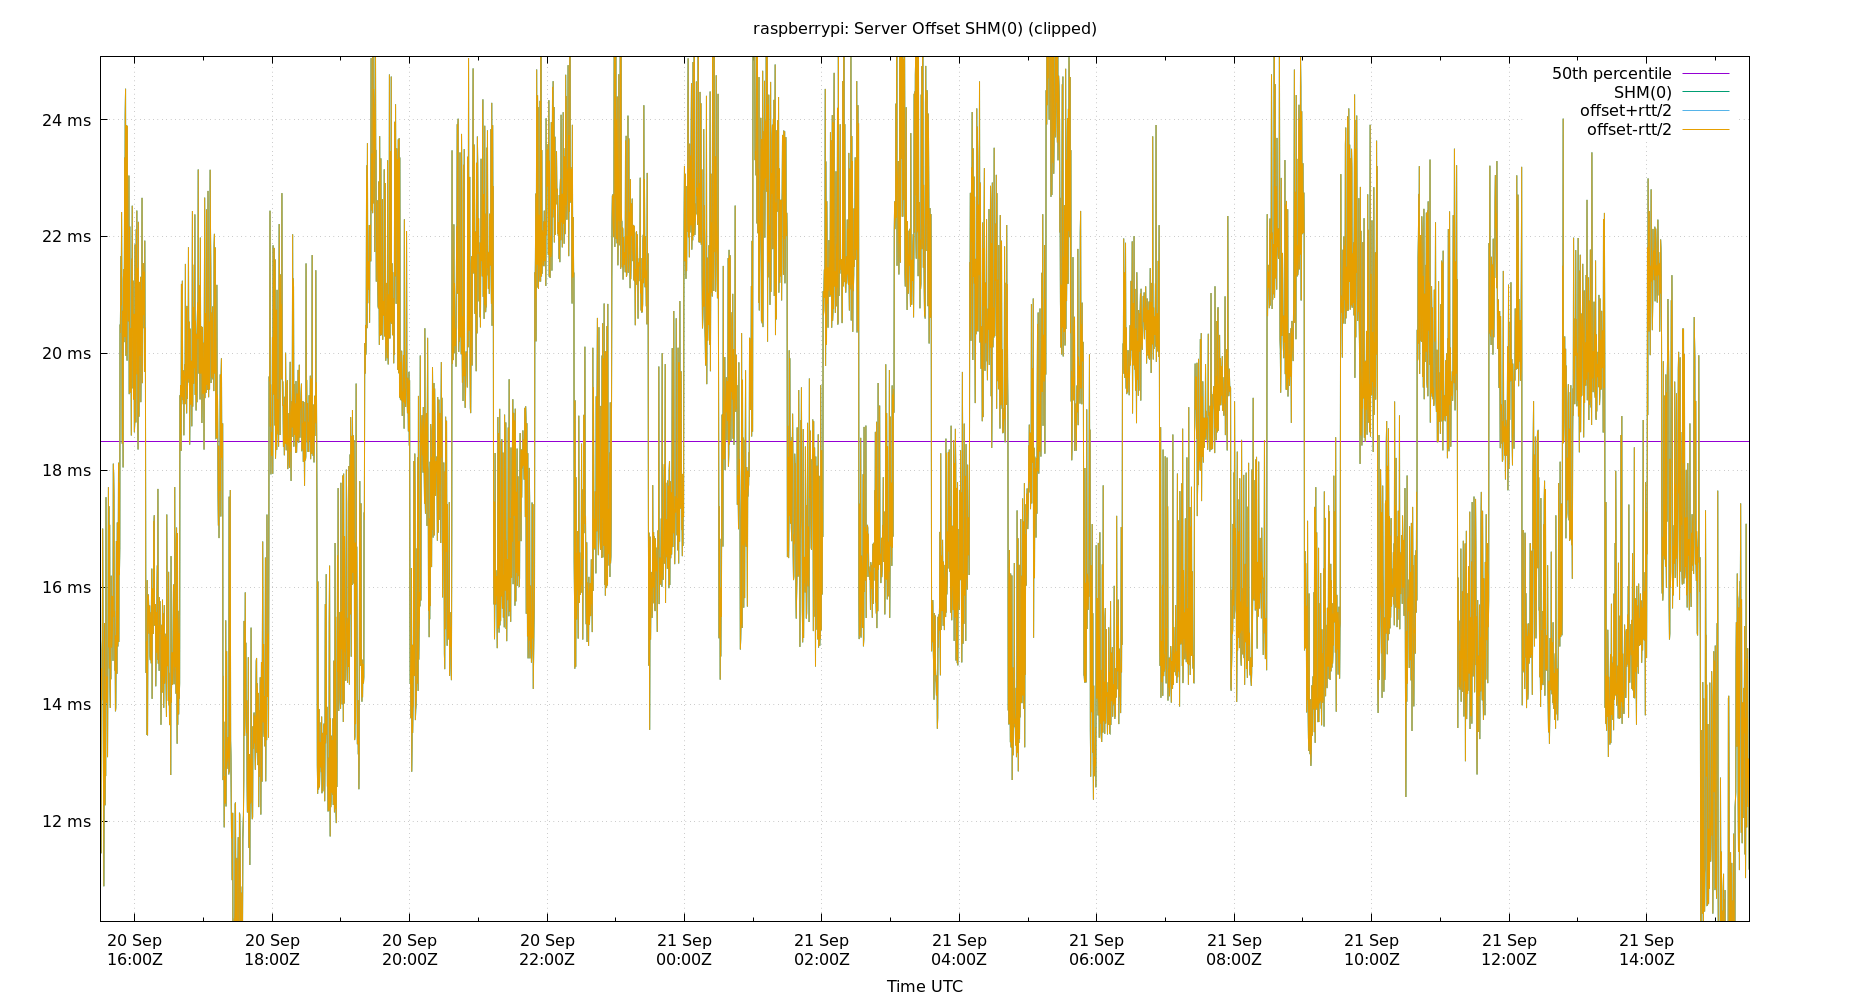 raspberrypi: Server Offset SHM(0) (clipped)
50th percentile
SHM(0)
offset+rtt/2
offset-rtt/2
24 ms
22 ms
20 ms
18 ms
16 ms
14 ms
12 ms
20 Sep 20 Sep 20 Sep 20 Sep 21 Sep 21 Sep 21 Sep 21 Sep 21 Sep 21 Sep 21 Sep 21 Sep
16:00Z 18:00Z 20:00Z 22:00Z 00:00Z 02:00Z 04:00Z 06:00Z 08:00Z 10:00Z 12:00Z 14:00Z
Time UTC